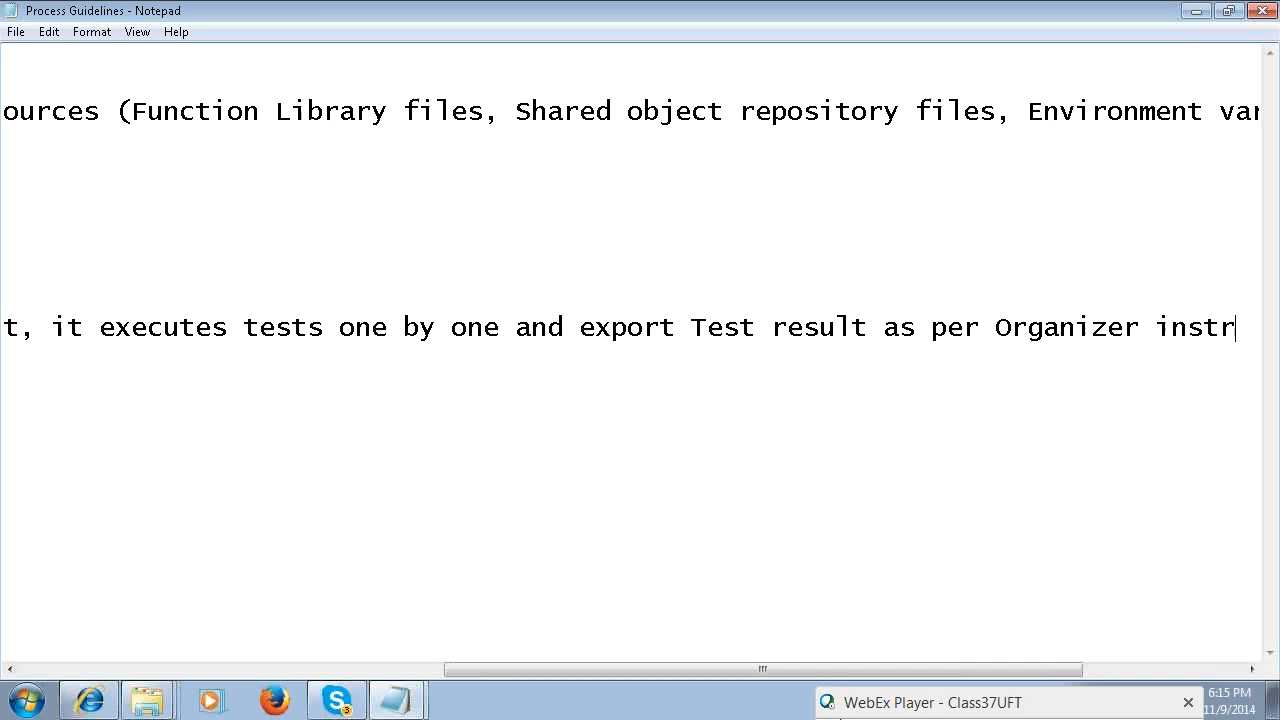 Process Guidelines - Notepad
File Edit Format View Help
ources (Function Library files, Shared object repository files, Environment var
t, it executes tests one by one and export Test result as per Organizer instr
3
WebEx Player - Class37UFT
6:15 PM
11/9/2014